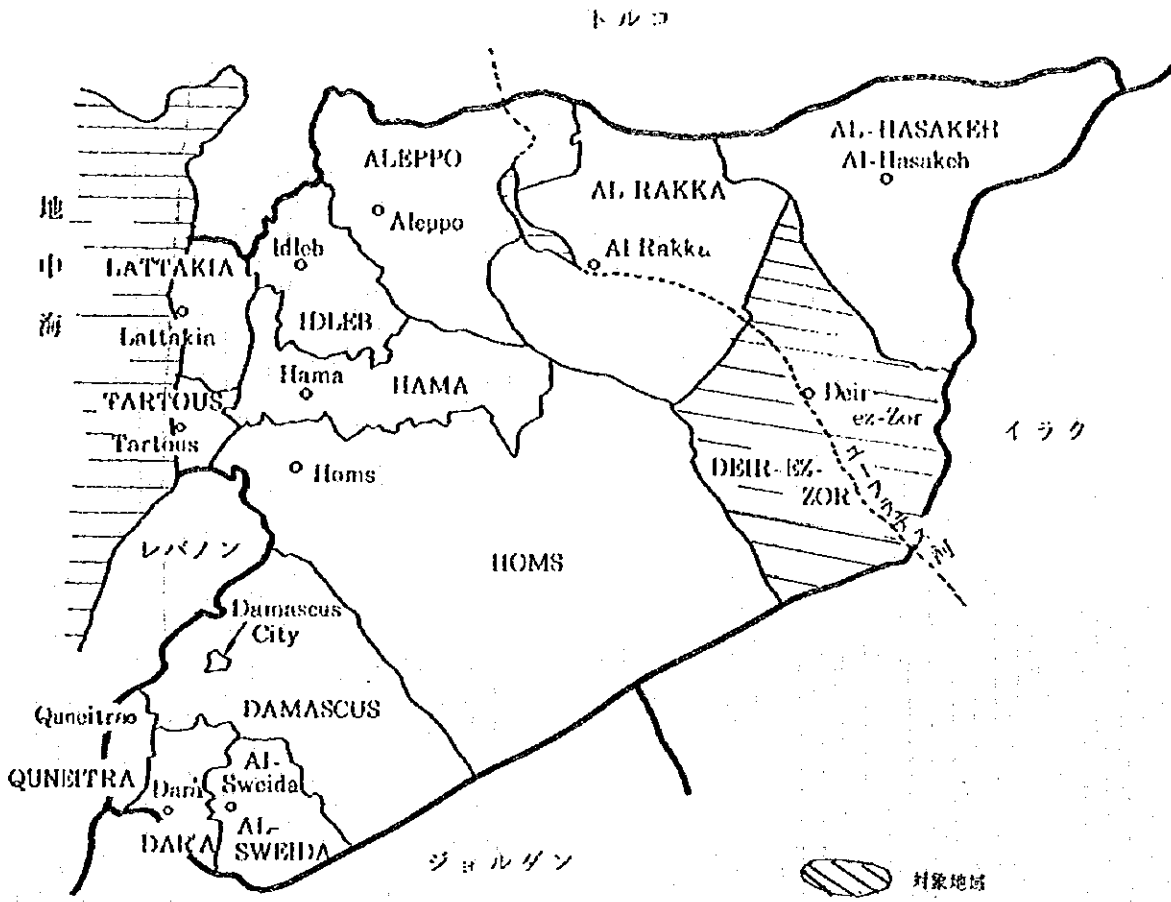 トルコ
AL-HASAKEH
Al-Hasakeh
ALEPPO
Aleppo
AL RAKKA
Al Rakka
地中海
LATTAKIA
Lattakia
Idleb
IDLEB
Hama
HAMA
TARTOUS
Tartous
Homs
HOMS
Deir
ez-Zor
DEIR-EZ-
ZOR
ユーフラテス河
イラク
レバノン
Damascus
City
DAMASCUS
QUNEITRA
Al-
Sweida
AL-
SWEIDA
ジョルダン
対象地域